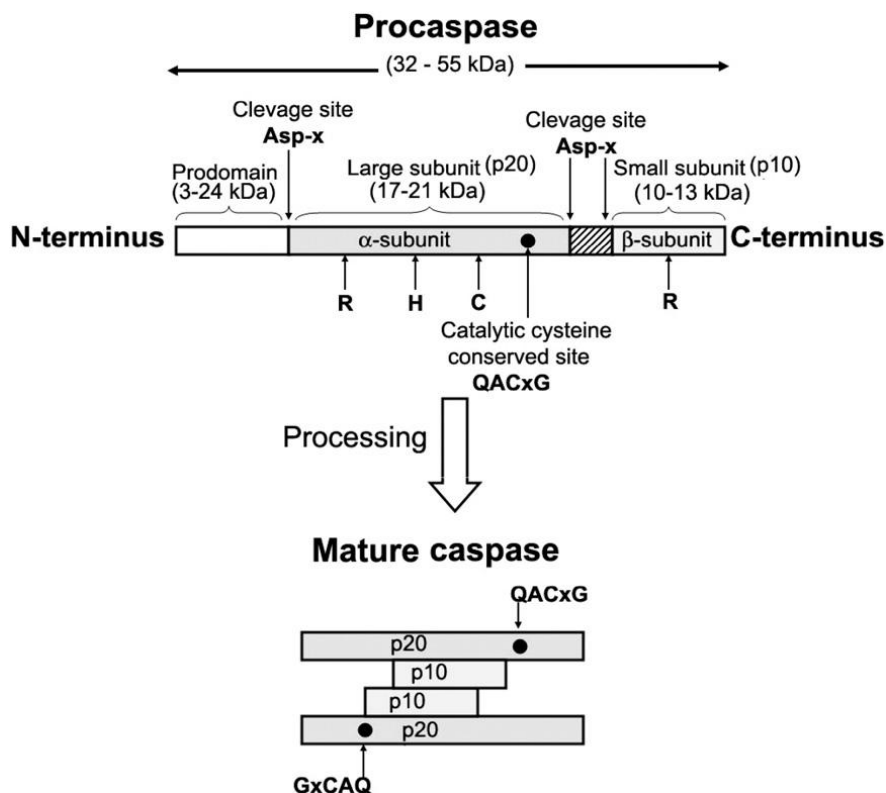 Procaspase
(32 - 55 kDa)
Clevage site
Asp-x
Clevage site
Asp-x
Prodomain
(3-24 kDa)
Large subunit (p20)
(17-21 kDa)
Small subunit (p10)
(10-13 kDa)
N-terminus
α-subunit
β-subunit
C-terminus
R
H
C
R
Catalytic cysteine
conserved site
QACxG
Processing
Mature caspase
QACxG
p20
p10
p10
p20
GxCAQ